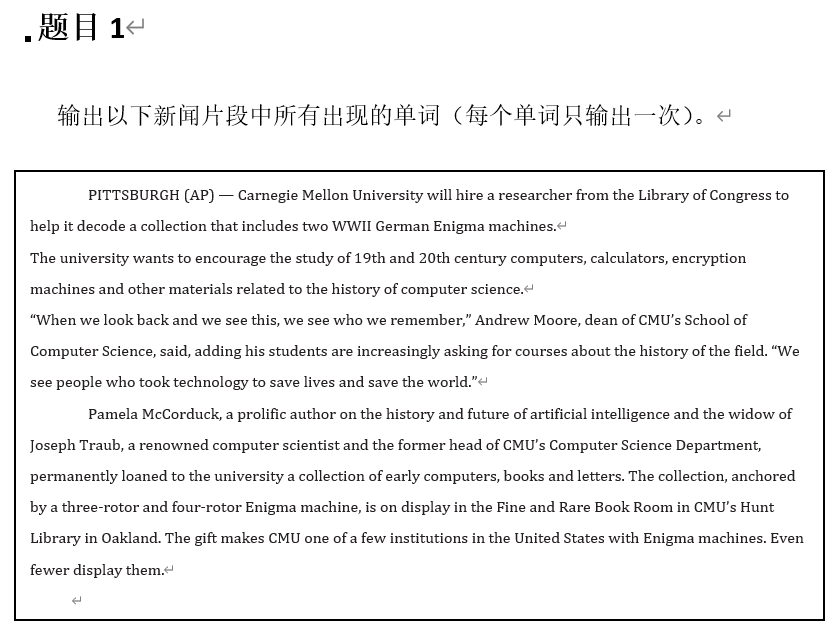 题目 1
输出以下新闻片段中所有出现的单词（每个单词只输出一次）。
PITTSBURGH (AP) — Carnegie Mellon University will hire a researcher from the Library of Congress to
help it decode a collection that includes two WWII German Enigma machines.
The university wants to encourage the study of 19th and 20th century computers, calculators, encryption
machines and other materials related to the history of computer science.
“When we look back and we see this, we see who we remember,” Andrew Moore, dean of CMU’s School of
Computer Science, said, adding his students are increasingly asking for courses about the history of the field. “We
see people who took technology to save lives and save the world.”
Pamela McCorduck, a prolific author on the history and future of artificial intelligence and the widow of
Joseph Traub, a renowned computer scientist and the former head of CMU’s Computer Science Department,
permanently loaned to the university a collection of early computers, books and letters. The collection, anchored
by a three-rotor and four-rotor Enigma machine, is on display in the Fine and Rare Book Room in CMU’s Hunt
Library in Oakland. The gift makes CMU one of a few institutions in the United States with Enigma machines. Even
fewer display them.